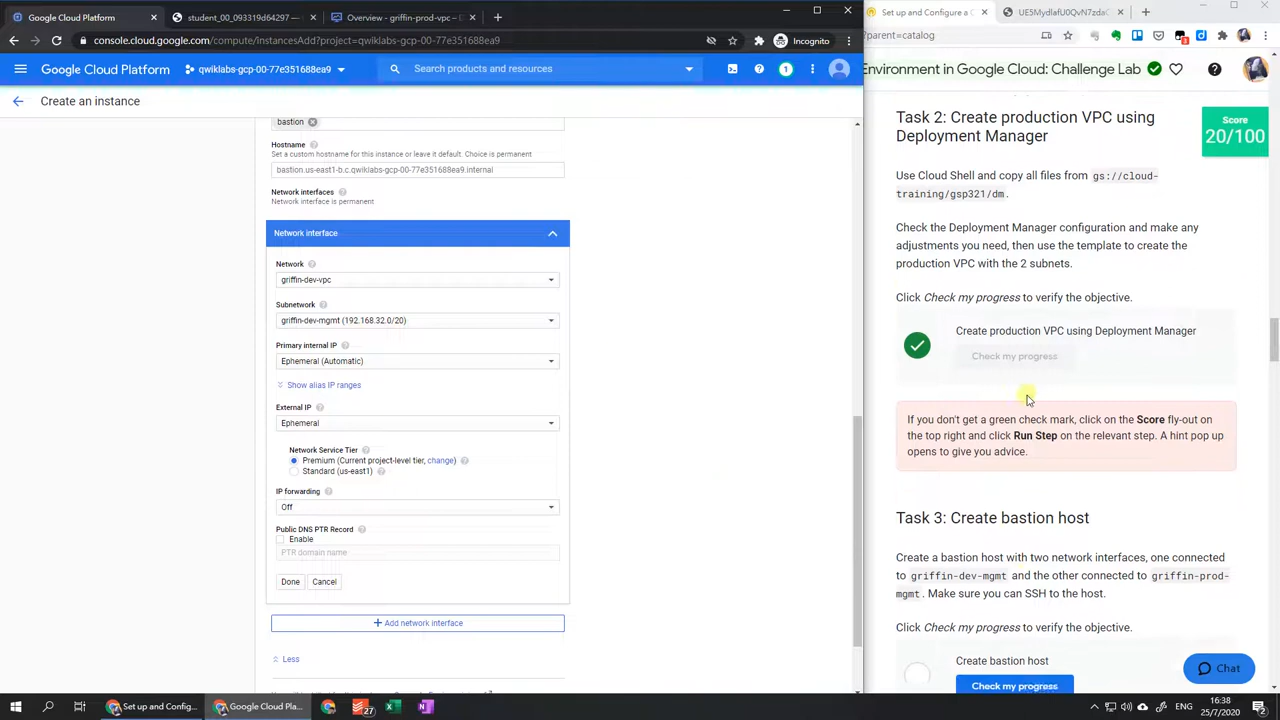 studen_00_00619d64297 —
Overview - griffin-prod-vpc –
Set up and Configure a C
UE5MydlafU0QvN7zdaC
console.cloud.google.com/compute/instancesAdd?project=qwiklabs-gcp-00-77e351688ea9
Incognito
?parent=catalog
Google Cloud Platform
qwiklabs-gcp-00-77e351688ea9
Search products and resources
1
Environment in Google Cloud: Challenge Lab
Create an instance
bastion
Hostname
Set a custom hostname for this instance or leave it default. Choice is permanent
bastion.us-east1-b.c.qwiklabs-gcp-00-77e351688ea9.internal
Network interfaces
Network interface is permanent
Network interface
Network
griffin-dev-vpc
Subnetwork
griffin-dev-mgmt (192.168.32.0/20)
Primary internal IP
Ephemeral (Automatic)
Show alias IP ranges
External IP
Ephemeral
Network Service Tier
Premium (Current project-level tier, change)
Standard (us-east1)
IP forwarding
Off
Public DNS PTR Record
Enable
PTR domain name
Done
Cancel
Add network interface
Less
Task 2: Create production VPC using
Deployment Manager
Score
20/100
Use Cloud Shell and copy all files from gs://cloud-
training/gsp321/dm.
Check the Deployment Manager configuration and make any
adjustments you need, then use the template to create the
production VPC with the 2 subnets.
Click Check my progress to verify the objective.
Create production VPC using Deployment Manager
Check my progress
If you don't get a green check mark, click on the Score fly-out on
the top right and click Run Step on the relevant step. A hint pop up
opens to give you advice.
Task 3: Create bastion host
Create a bastion host with two network interfaces, one connected
to griffin-dev-mgmt and the other connected to griffin-prod-
mgmt. Make sure you can SSH to the host.
Click Check my progress to verify the objective.
Create bastion host
Check my progress
Chat
Set up and Config...
Google Cloud Pla...
27
ENG
16:38
25/7/2020